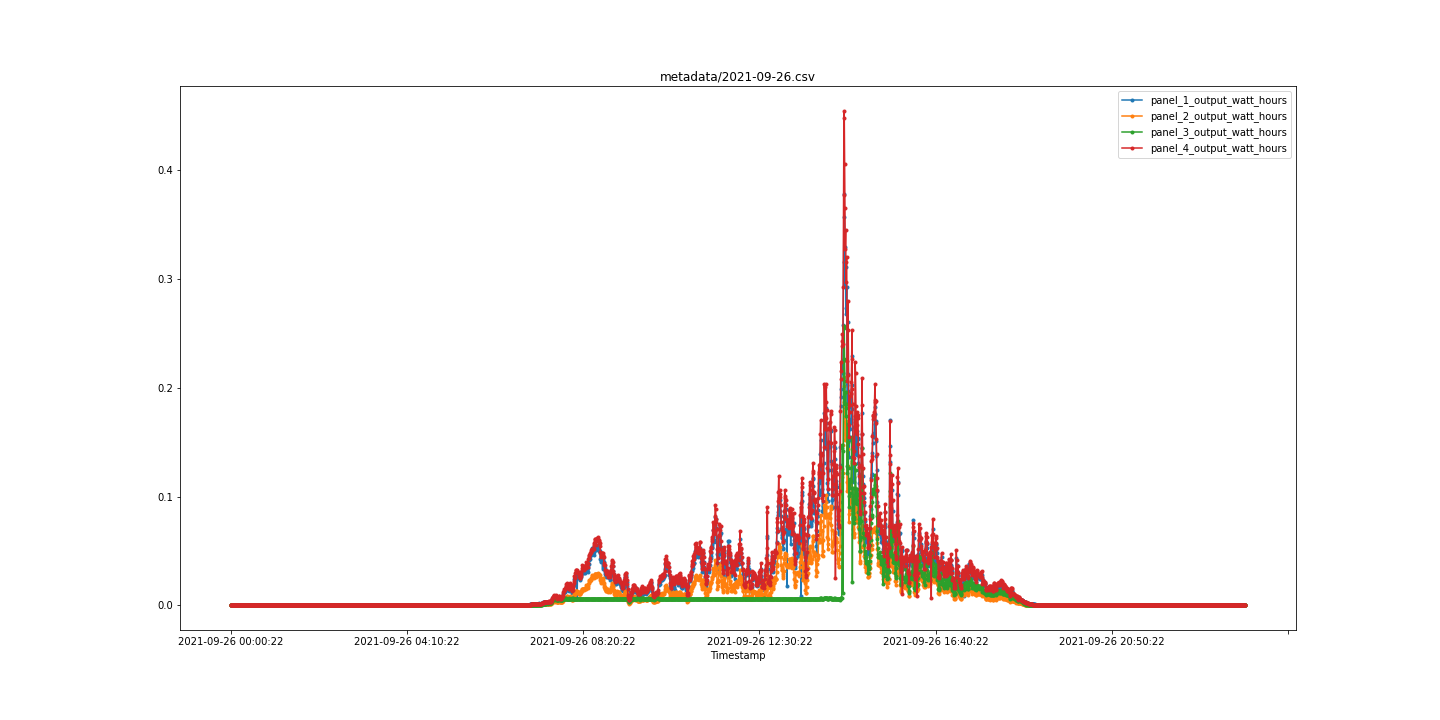 metadata/2021-09-26.csv
panel_1_output_watt_hours
panel_2_output_watt_hours
panel_3_output_watt_hours
panel_4_output_watt_hours
0.4
0.3
0.2
0.1
0.0
2021-09-26 00:00:22 2021-09-26 04:10:22 2021-09-26 08:20:22 2021-09-26 12:30:22 2021-09-26 16:40:22 2021-09-26 20:50:22
Timestamp